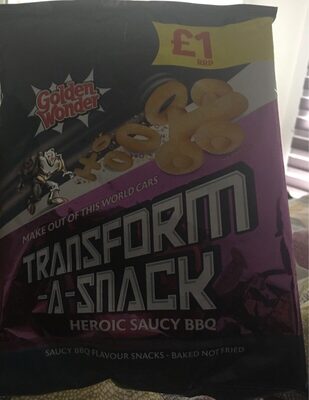 £1
RRP
Golden
Wonder
MAKE OUT OF THIS WORLD CARS
TRANSFORM
-A-SNACK
HEROIC SAUCY BBQ
SAUCY BBQ FLAVOUR SNACKS - BAKED NOT FRIED